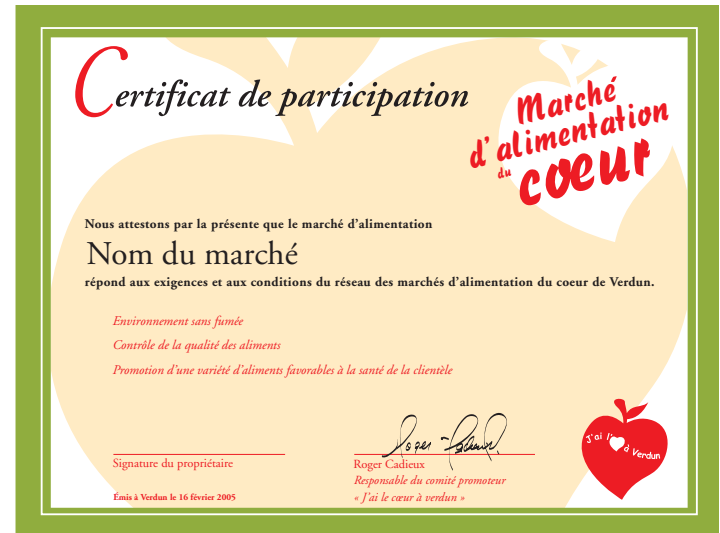 Certificat de participation
Marché
d'alimentation
du coeur
Nous attestons par la présente que le marché d'alimentation
Nom du marché
répond aux exigences et aux conditions du réseau des marchés d'alimentation du coeur de Verdun.
Environnement sans fumée
Contrôle de la qualité des aliments
Promotion d'une variété d'aliments favorables à la santé de la clientèle
Roger Cadieux
Signature du propriétaire
Roger Cadieux
Responsable du comité promoteur
« J'ai le cœur à verdun »
Émis à Verdun le 16 février 2005
J'ai l'
à Verdun